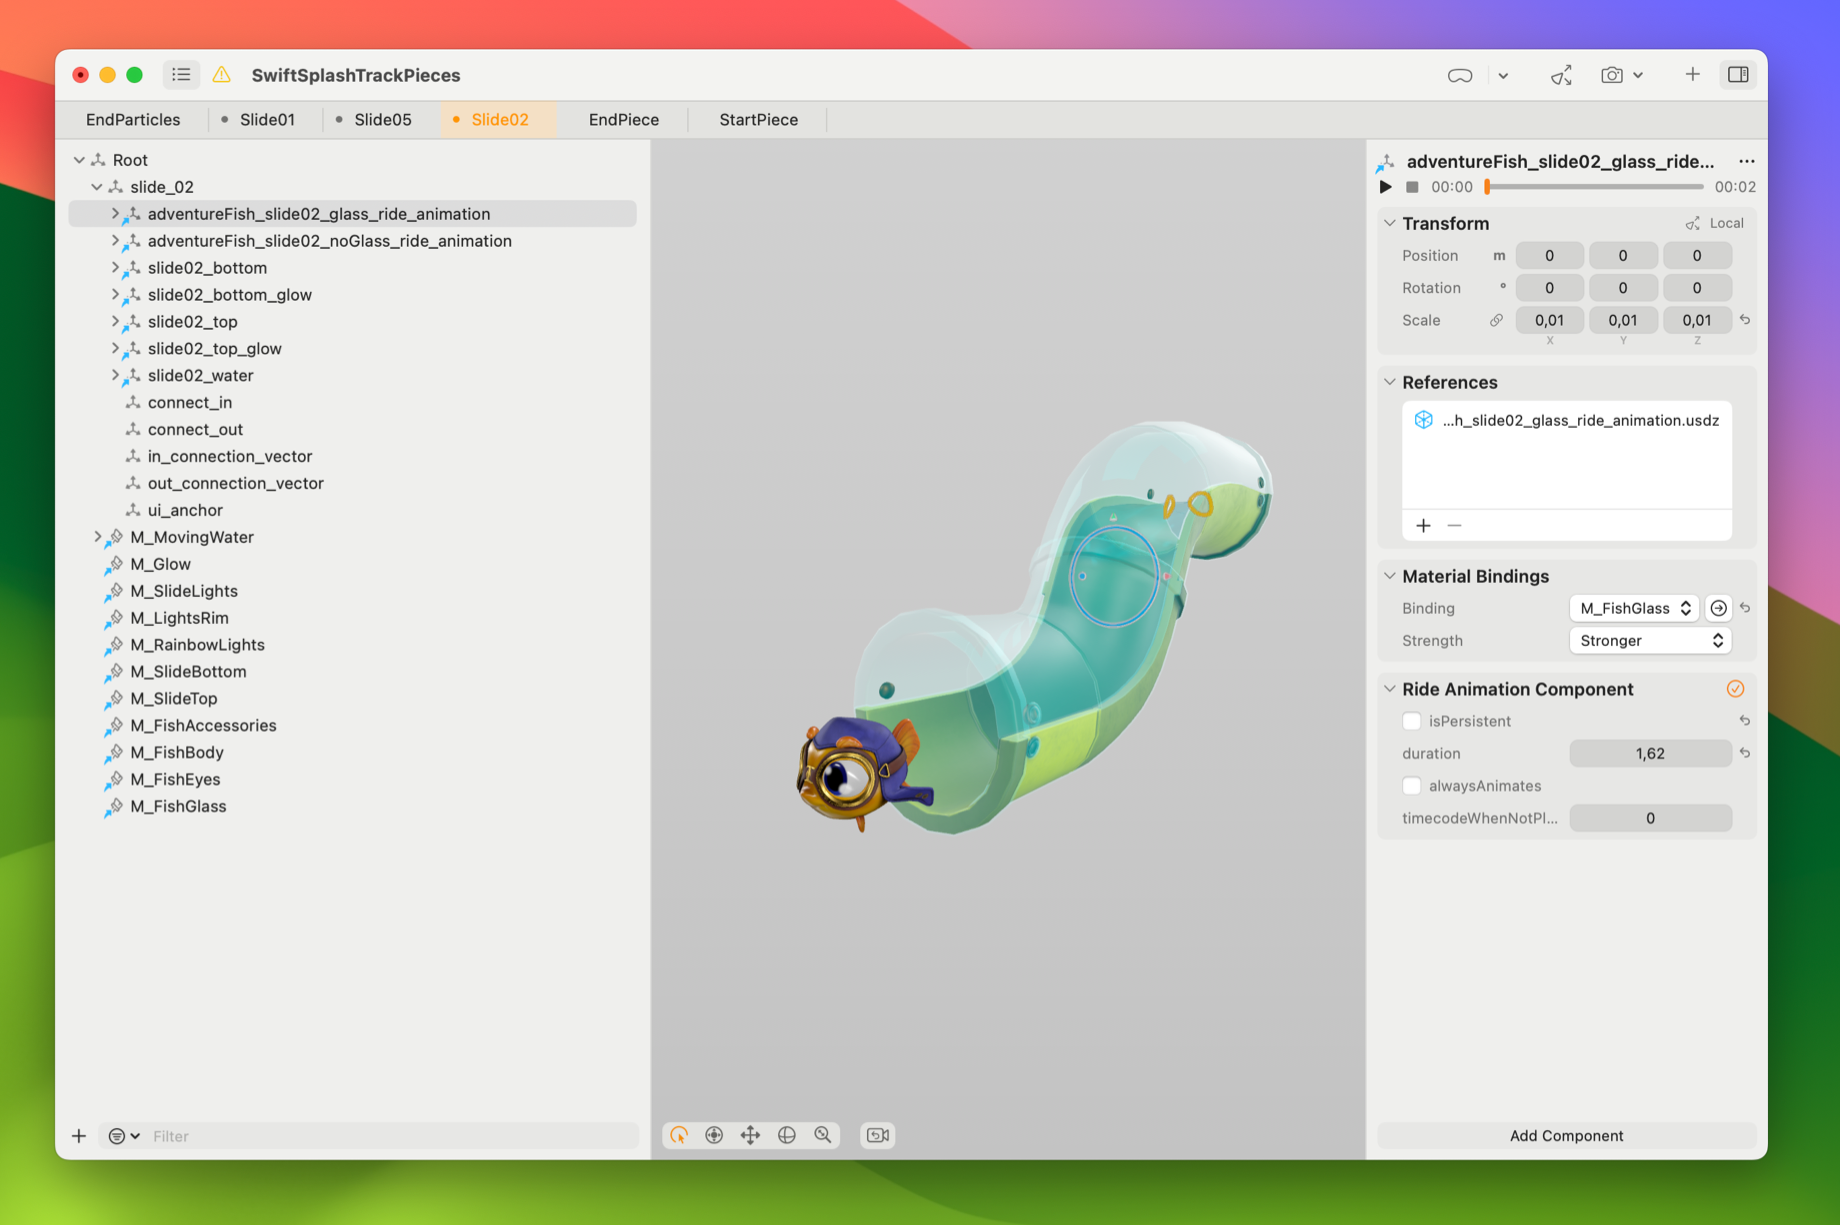 SwiftSplashTrackPieces
EndParticles
Slide01
Slide05
Slide02
EndPiece
StartPiece
Root
slide_02
adventureFish_slide02_glass_ride_animation
adventureFish_slide02_noGlass_ride_animation
slide02_bottom
slide02_bottom_glow
slide02_top
slide02_top_glow
slide02_water
connect_in
connect_out
in_connection_vector
out_connection_vector
ui_anchor
M_MovingWater
M_Glow
M_SlideLights
M_LightsRim
M_RainbowLights
M_SlideBottom
M_SlideTop
M_FishAccessories
M_FishBody
M_FishEyes
M_FishGlass
Filter
adventureFish_slide02_glass_ride...
00:00 00:02
Transform Local
Position m 0 0 0
Rotation ° 0 0 0
Scale 0,01 0,01 0,01
X Y Z
References
...h_slide02_glass_ride_animation.usdz
Material Bindings
Binding M_FishGlass
Strength Stronger
Ride Animation Component
isPersistent
duration 1,62
alwaysAnimates
timecodeWhenNotPl... 0
Add Component